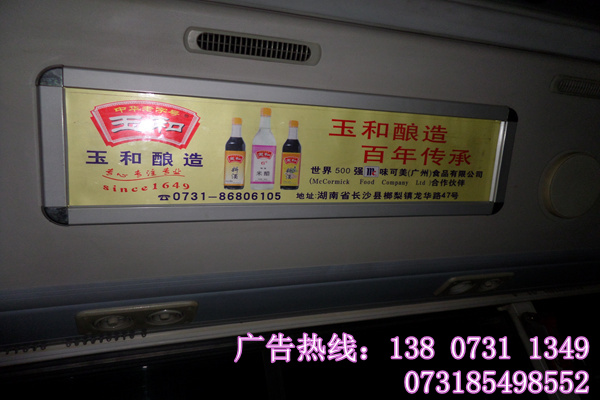 中华老字号
玉和
玉和酿造
since1649
☎0731-86806105
玉和酿造
百年传承
世界500强味可美(广州)食品有限公司
(McCormick Food Company Ltd)合作伙伴
地址:湖南省长沙县榔梨镇龙华路47号
广告热线：138 0731 1349
073185498552